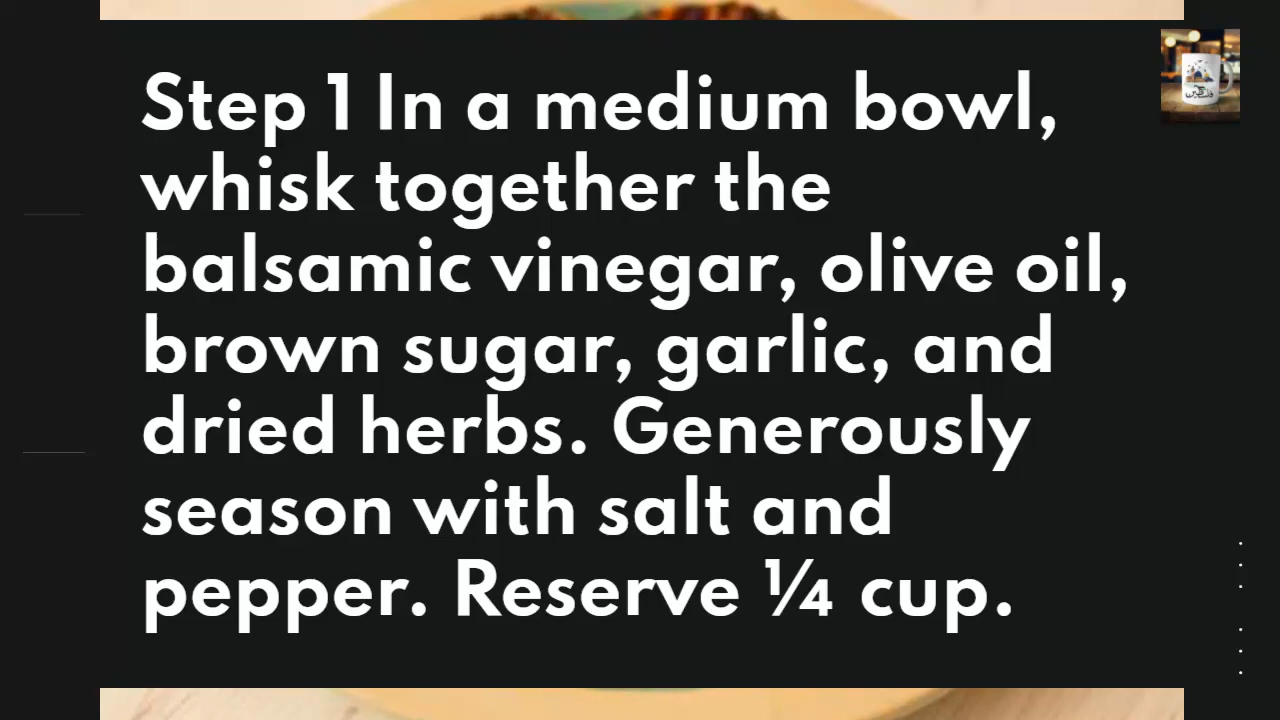 Step 1 In a medium bowl,
whisk together the
balsamic vinegar, olive oil,
brown sugar, garlic, and
dried herbs. Generously
season with salt and
pepper. Reserve ¼ cup.